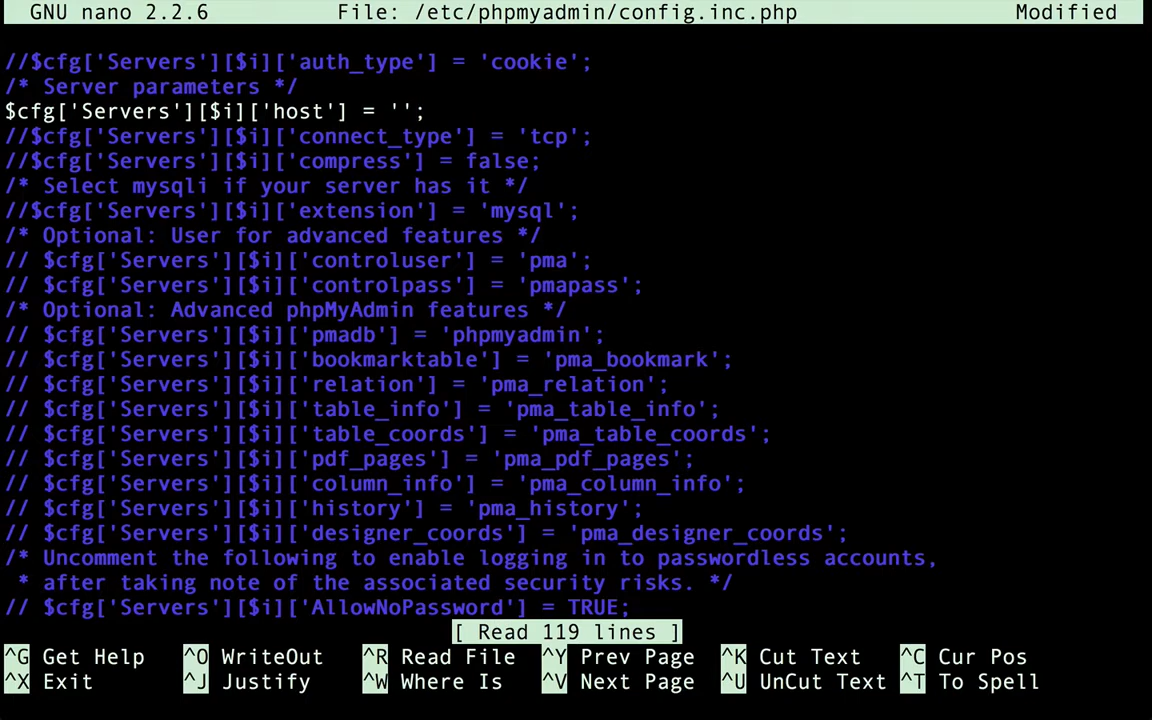 GNU nano 2.2.6 File: /etc/phpmyadmin/config.inc.php Modified
//$cfg['Servers'][$i]['auth_type'] = 'cookie';
/* Server parameters */
$cfg['Servers'][$i]['host'] = '';
//$cfg['Servers'][$i]['connect_type'] = 'tcp';
//$cfg['Servers'][$i]['compress'] = false;
/* Select mysqli if your server has it */
//$cfg['Servers'][$i]['extension'] = 'mysql';
/* Optional: User for advanced features */
// $cfg['Servers'][$i]['controluser'] = 'pma';
// $cfg['Servers'][$i]['controlpass'] = 'pmapass';
/* Optional: Advanced phpMyAdmin features */
// $cfg['Servers'][$i]['pmadb'] = 'phpmyadmin';
// $cfg['Servers'][$i]['bookmarktable'] = 'pma_bookmark';
// $cfg['Servers'][$i]['relation'] = 'pma_relation';
// $cfg['Servers'][$i]['table_info'] = 'pma_table_info';
// $cfg['Servers'][$i]['table_coords'] = 'pma_table_coords';
// $cfg['Servers'][$i]['pdf_pages'] = 'pma_pdf_pages';
// $cfg['Servers'][$i]['column_info'] = 'pma_column_info';
// $cfg['Servers'][$i]['history'] = 'pma_history';
// $cfg['Servers'][$i]['designer_coords'] = 'pma_designer_coords';
/* Uncomment the following to enable logging in to passwordless accounts,
 * after taking note of the associated security risks. */
// $cfg['Servers'][$i]['AllowNoPassword'] = TRUE;
[ Read 119 lines ]
^G Get Help ^O WriteOut ^R Read File ^Y Prev Page ^K Cut Text ^C Cur Pos
^X Exit ^J Justify ^W Where Is ^V Next Page ^U UnCut Text ^T To Spell